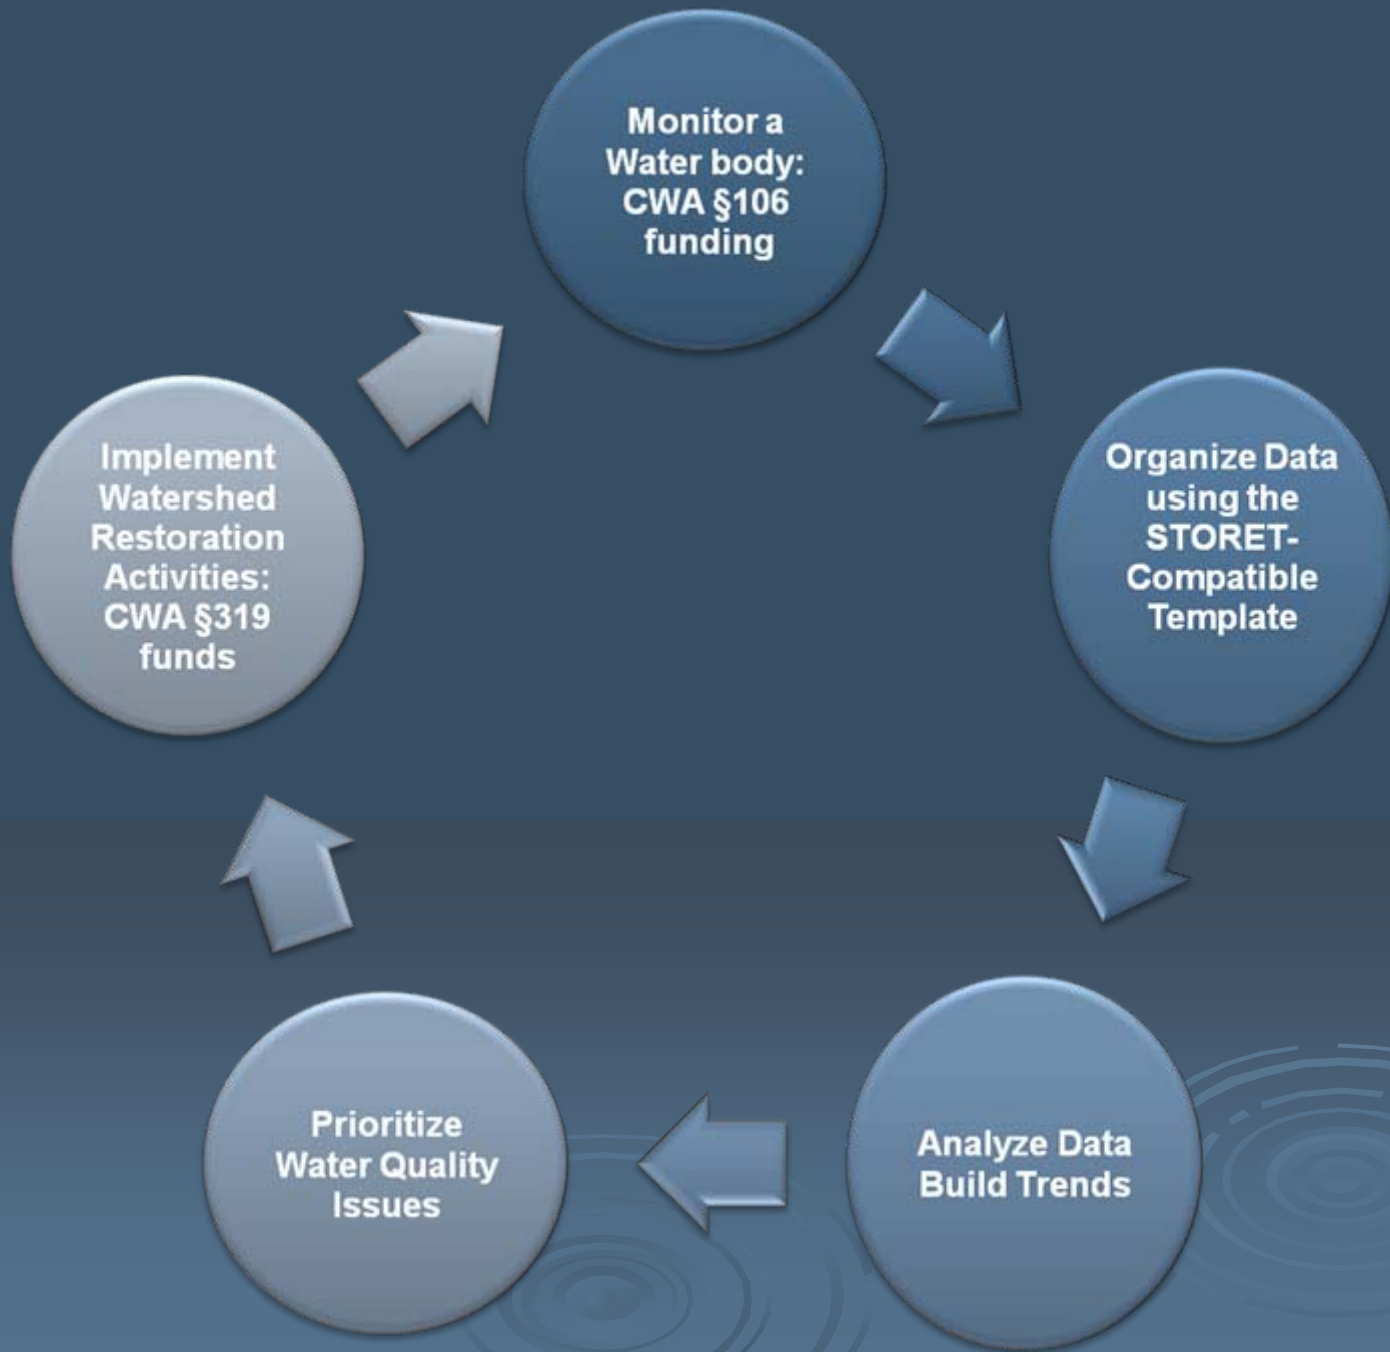 Monitor a
Water body:
CWA §106
funding
Organize Data
using the
STORET-
Compatible
Template
Analyze Data
Build Trends
Prioritize
Water Quality
Issues
Implement
Watershed
Restoration
Activities:
CWA §319
funds